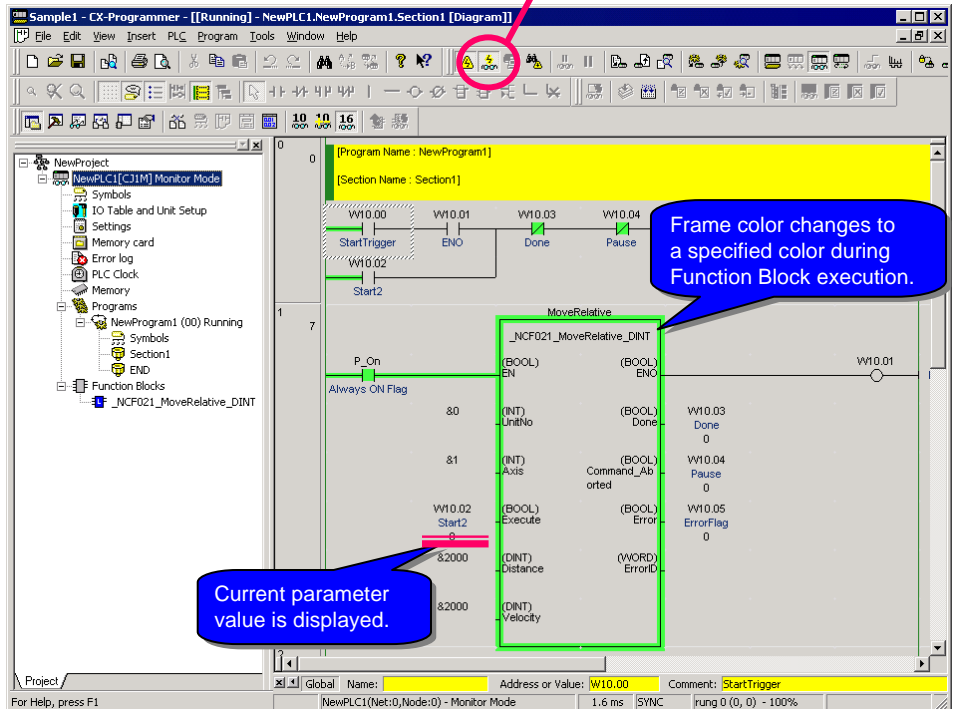 Sample1 - CX-Programmer - [[Running] - NewPLC1.NewProgram1.Section1 [Diagram]]
File Edit View Insert PLC Program Tools Window Help
10 10 16
NewProject
NewPLC1[CJ1M] Monitor Mode
Symbols
IO Table and Unit Setup
Settings
Memory card
Error log
PLC Clock
Memory
Programs
NewProgram1 (00) Running
Symbols
Section1
END
Function Blocks
_NCF021_MoveRelative_DINT
Project
0
0
[Program Name : NewProgram1]
[Section Name : Section1]
W10.00 W10.01 W10.03 W10.04
StartTrigger ENO Done Pause
W10.02
Start2
Frame color changes to
a specified color during
Function Block execution.
1
7
MoveRelative
_NCF021_MoveRelative_DINT
P_On (BOOL) (BOOL) W10.01
EN ENO
Always ON Flag
&0 (INT) (BOOL) W10.03
UnitNo Done Done
0
&1 (INT) (BOOL) W10.04
Axis Command_Ab Pause
orted 0
W10.02 (BOOL) (BOOL) W10.05
Start2 Execute Error ErrorFlag
0 0
&2000 (DINT) (WORD)
Distance ErrorID
&2000 (DINT)
Velocity
Current parameter
value is displayed.
2
Global Name: Address or Value: W10.00 Comment: StartTrigger
For Help, press F1 NewPLC1(Net:0,Node:0) - Monitor Mode 1.6 ms SYNC rung 0 (0, 0) - 100%